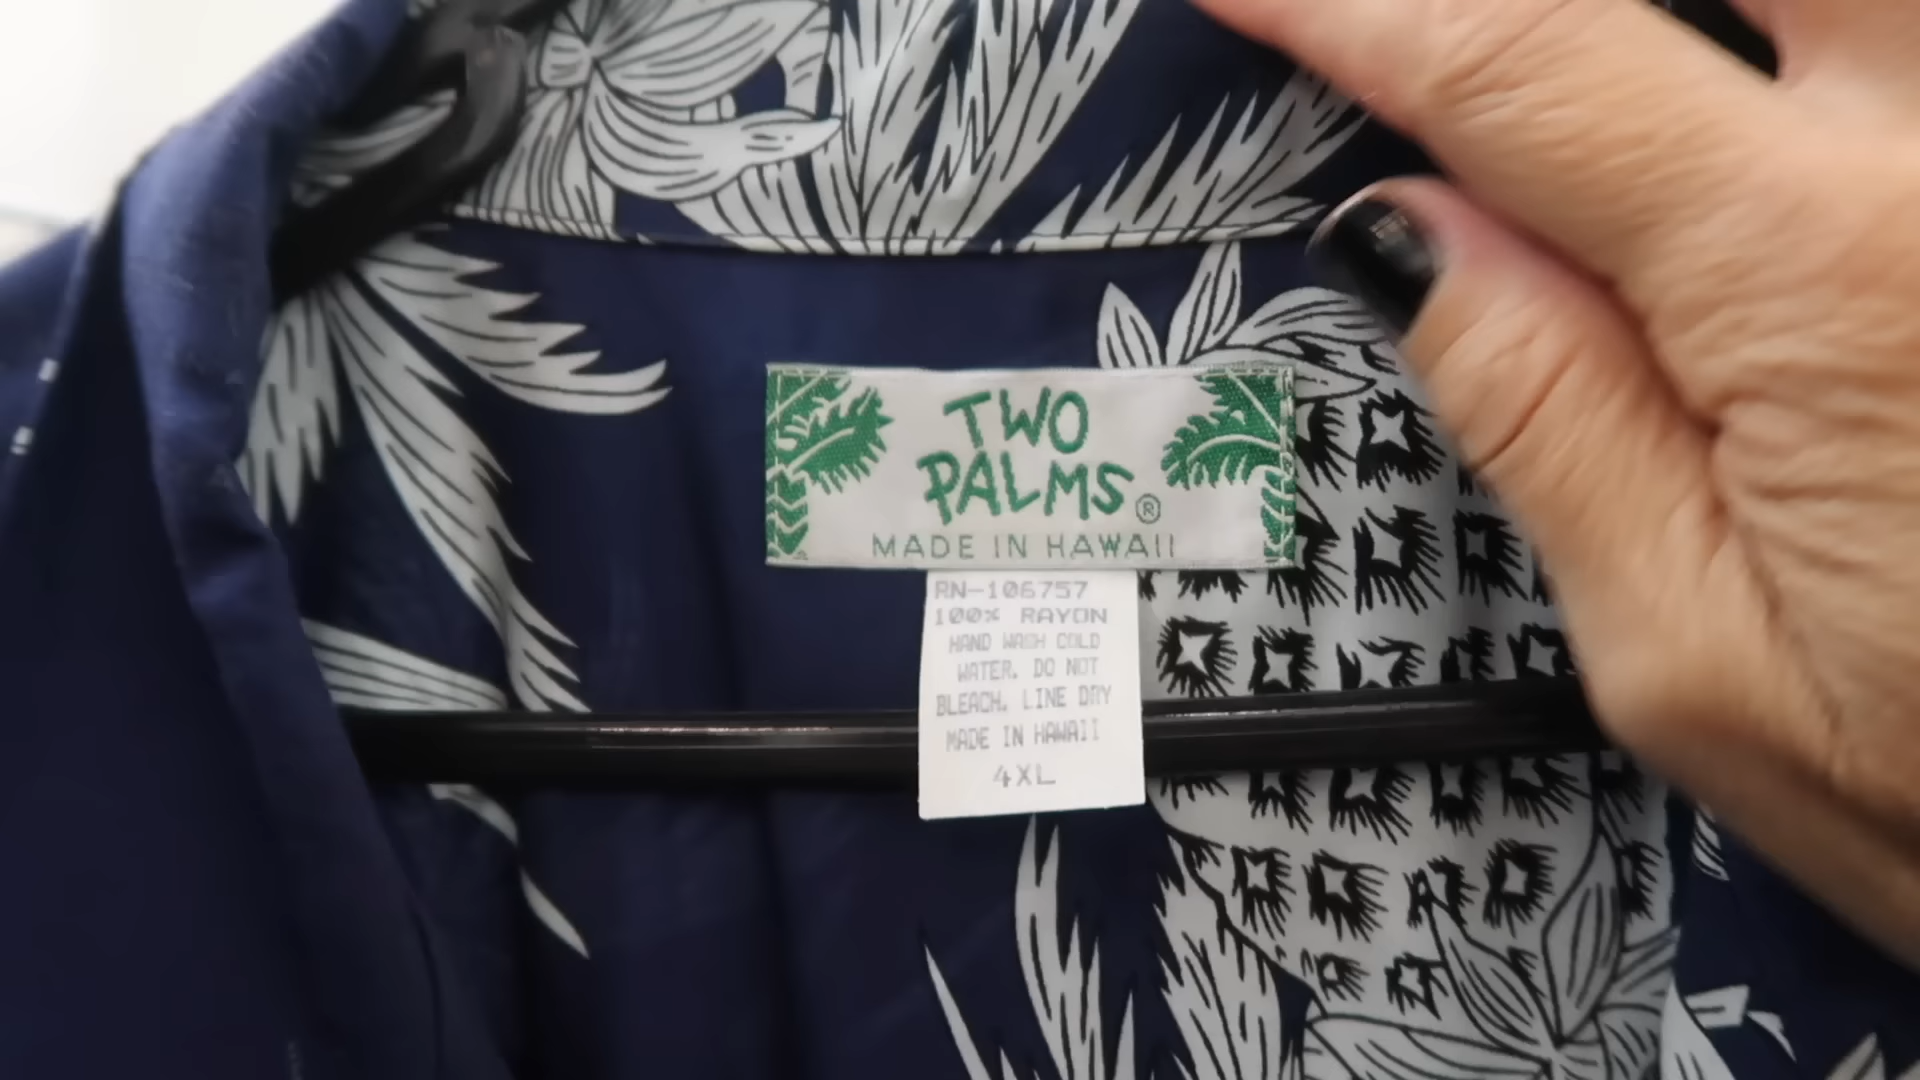 TWO
PALMS®
MADE IN HAWAII
RN-106757
100% RAYON
HAND WASH COLD
WATER. DO NOT
BLEACH. LINE DRY
MADE IN HAWAII
4XL